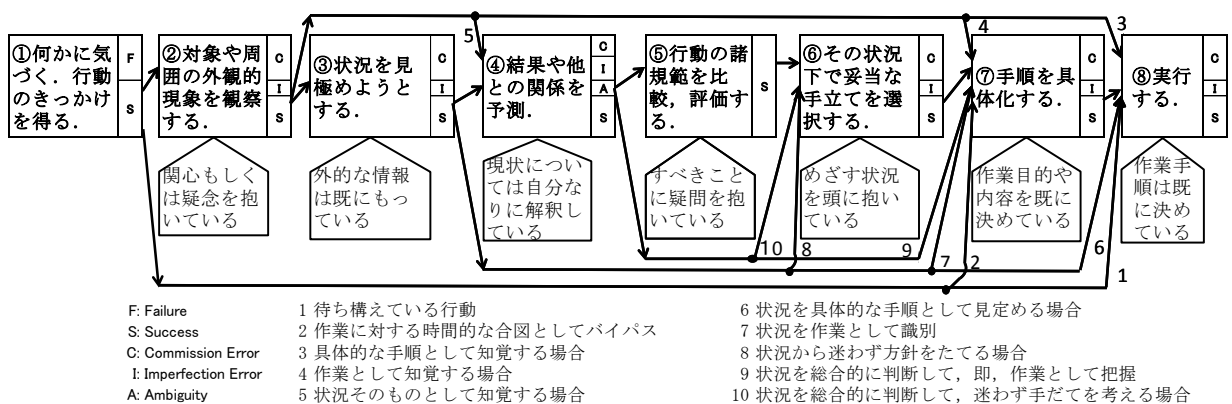 3
4
5
①何かに気
づく．行動
のきっかけ
を得る．
F
S
②対象や周
囲の外観的
現象を観察
する．
C
I
S
③状況を見
極めようと
する．
C
I
S
④結果や他
との関係を
予測．
C
I
A
S
⑤行動の諸
規範を比
較，評価す
る．
S
⑥その状況
下で妥当な
手立てを選
択する．
C
I
S
⑦手順を具
体化する．
C
I
S
⑧実行
する．
C
I
S
関心もしく
は疑念を抱
いている
外的な情報
は既にもっ
ている
現状につい
ては自分な
りに解釈し
ている
すべきこと
に疑問を抱
いている
めざす状況
を頭に抱い
ている
作業目的や
内容を既に
決めている
作業手
順は既
に決め
ている
10
8
9
7
2
6
1
F: Failure
S: Success
C: Commission Error
I: Imperfection Error
A: Ambiguity
1 待ち構えている行動
2 作業に対する時間的な合図としてバイパス
3 具体的な手順として知覚する場合
4 作業として知覚する場合
5 状況そのものとして知覚する場合
6 状況を具体的な手順として見定める場合
7 状況を作業として識別
8 状況から迷わず方針をたてる場合
9 状況を総合的に判断して，即，作業として把握
10 状況を総合的に判断して，迷わず手だてを考える場合